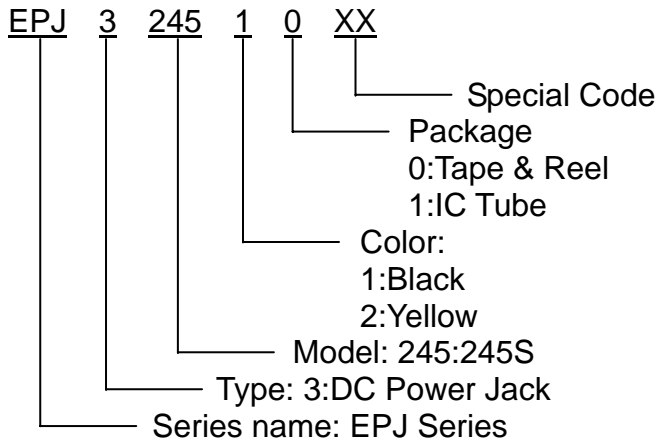 EPJ 3 245 1 0 XX
Special Code
Package
0:Tape & Reel
1:IC Tube
Color:
1:Black
2:Yellow
Model: 245:245S
Type: 3:DC Power Jack
Series name: EPJ Series